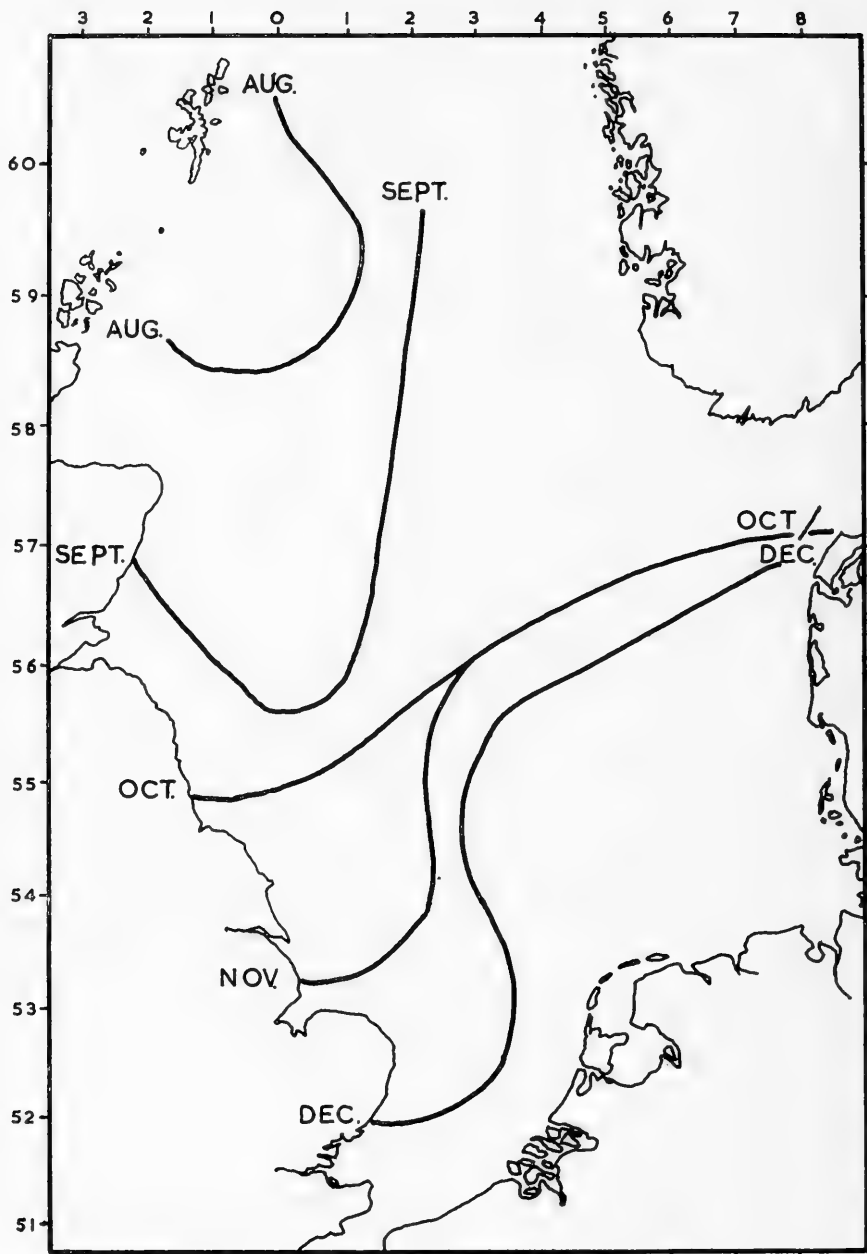 3 2 1 0 1 2 3 4 5 6 7 8
AUG.
60
SEPT.
59
AUG.
58
OCT.
57
SEPT.
DEC.
56
55
OCT.
54
NOV.
53
DEC.
52
51